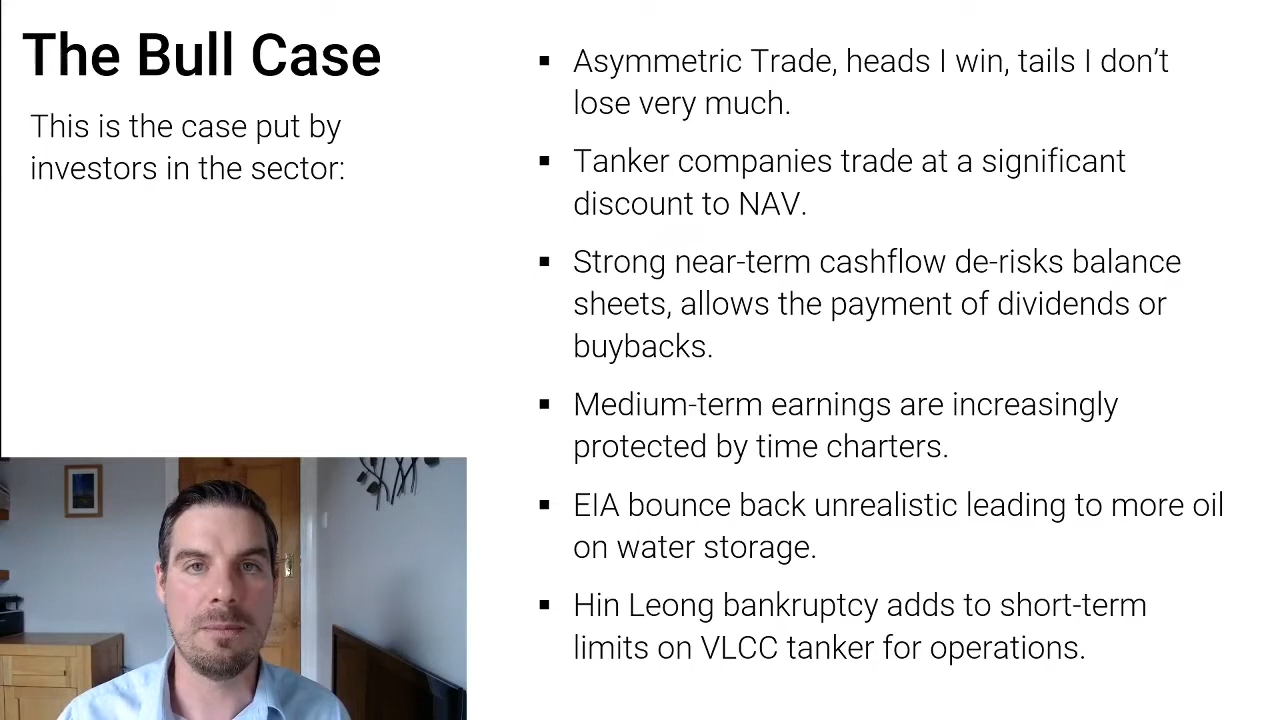 The Bull Case
This is the case put by
investors in the sector:
▪ Asymmetric Trade, heads I win, tails I don’t
lose very much.
▪ Tanker companies trade at a significant
discount to NAV.
▪ Strong near-term cashflow de-risks balance
sheets, allows the payment of dividends or
buybacks.
▪ Medium-term earnings are increasingly
protected by time charters.
▪ EIA bounce back unrealistic leading to more oil
on water storage.
▪ Hin Leong bankruptcy adds to short-term
limits on VLCC tanker for operations.